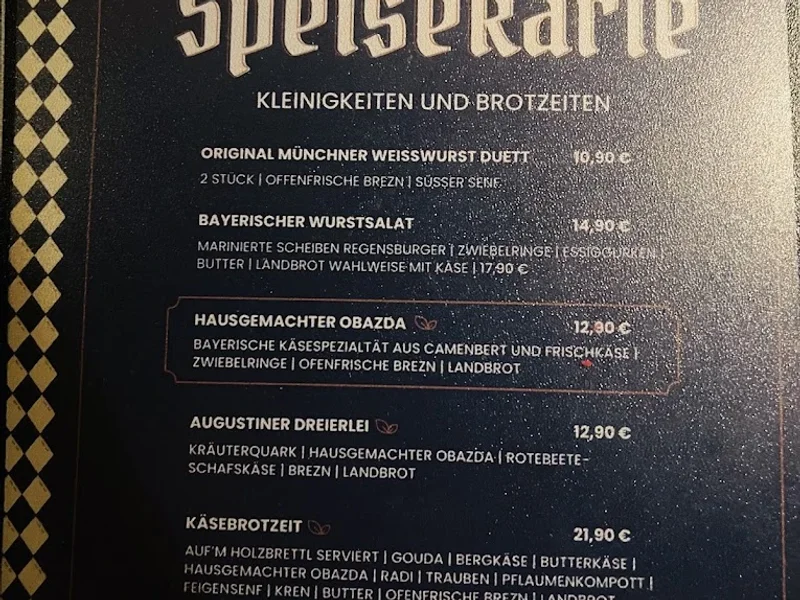 Speisekarte
KLEINIGKEITEN UND BROTZEITEN
ORIGINAL MÜNCHNER WEISSWURST DUETT 10,90 €
2 STÜCK | OFFENFRISCHE BREZN | SÜSSER SENF
BAYERISCHER WURSTSALAT 14,90 €
MARINIERTE SCHEIBEN REGENSBURGER | ZWIEBELRINGE | ESSIGGURKEN |
BUTTER | LANDBROT WAHLWEISE MIT KÄSE | 17,90 €
HAUSGEMACHTER OBAZDA 12,90 €
BAYERISCHE KÄSESPEZIALTÄT AUS CAMENBERT UND FRISCHKÄSE |
ZWIEBELRINGE | OFENFRISCHE BREZN | LANDBROT
AUGUSTINER DREIERLEI 12,90 €
KRÄUTERQUARK | HAUSGEMACHTER OBAZDA | ROTEBEETE-
SCHAFSKÄSE | BREZN | LANDBROT
KÄSEBROTZEIT 21,90 €
AUF'M HOLZBRETTL SERVIERT | GOUDA | BERGKÄSE | BUTTERKÄSE |
HAUSGEMACHTER OBAZDA | RADI | TRAUBEN | PFLAUMENKOMPOTT |
FEIGENSENF | KREN | BUTTER | OFENFRISCHE BREZN | LANDBROT